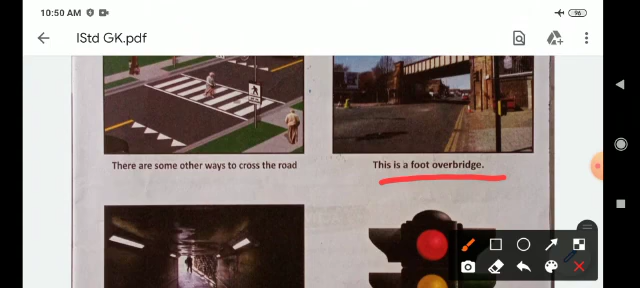 10:50 AM
96
IStd GK.pdf
There are some other ways to cross the road
This is a foot overbridge.